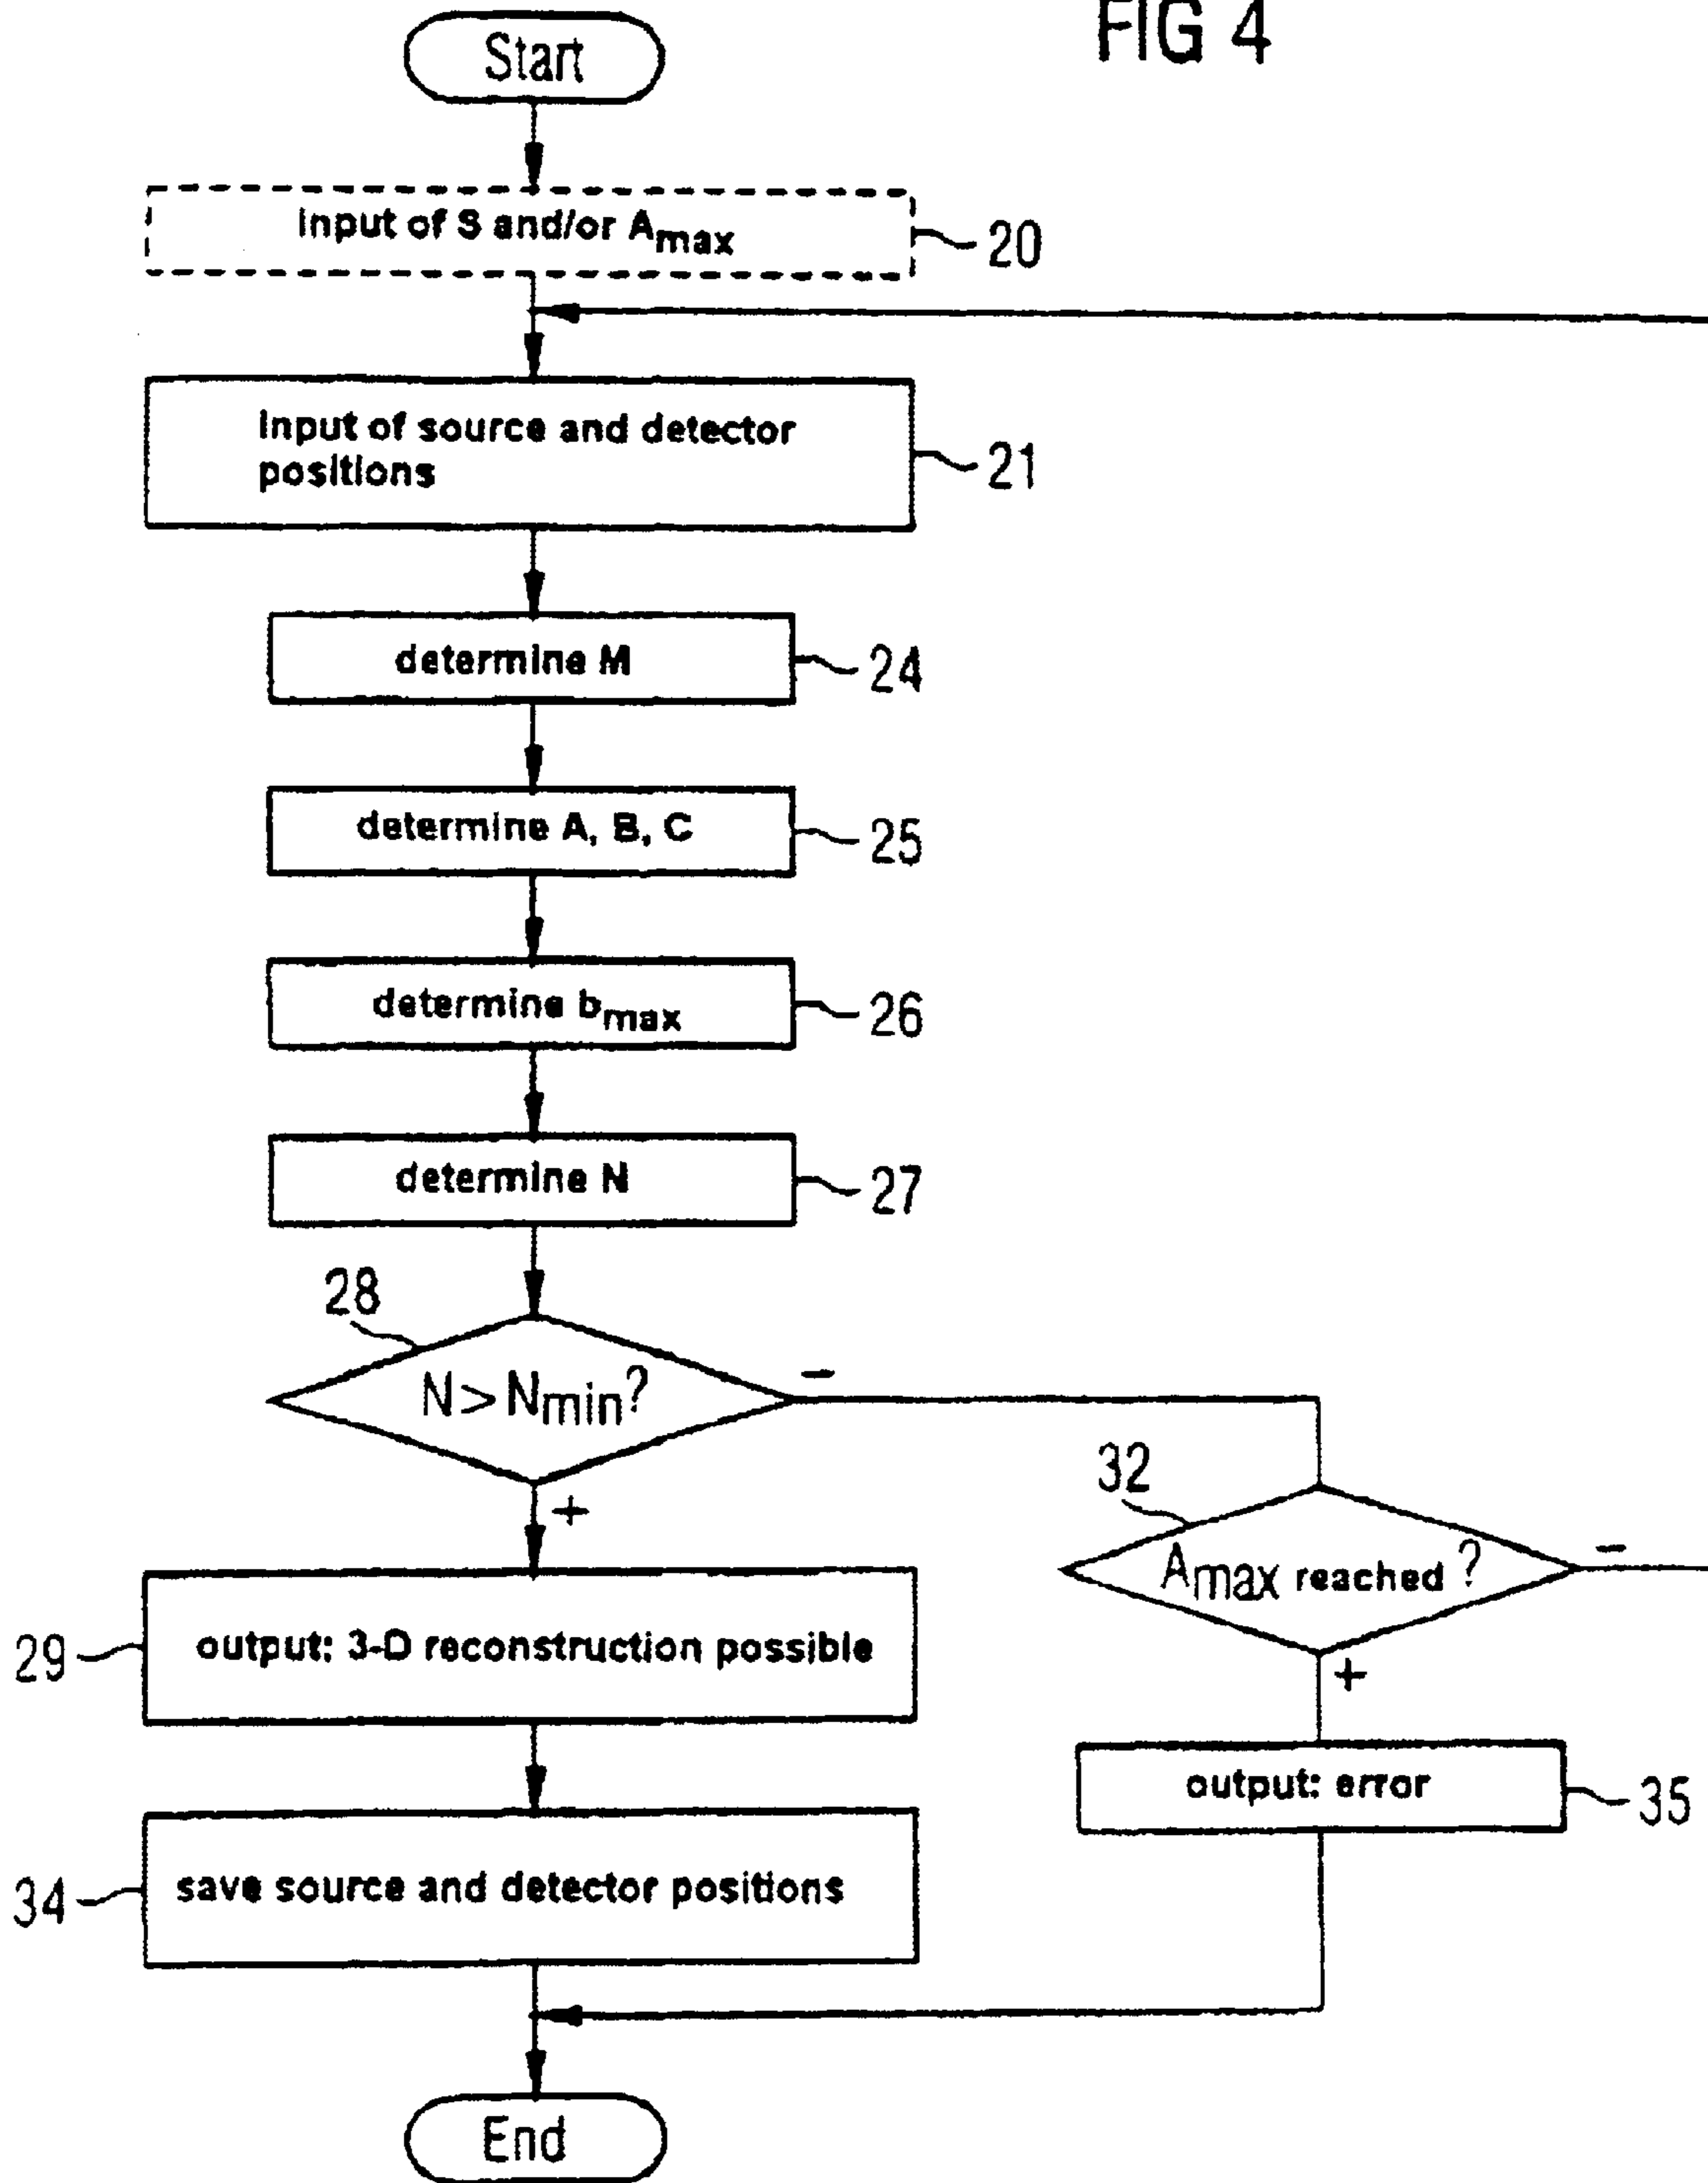 FIG 4
Start
Input of S and/or Amax
20
Input of source and detector
positions
21
determine M
24
determine A, B, C
25
determine bmax
26
determine N
27
28
N > Nmin?
−
+
32
Amax reached ?
−
+
29
output: 3-D reconstruction possible
output: error
35
34
save source and detector positions
End